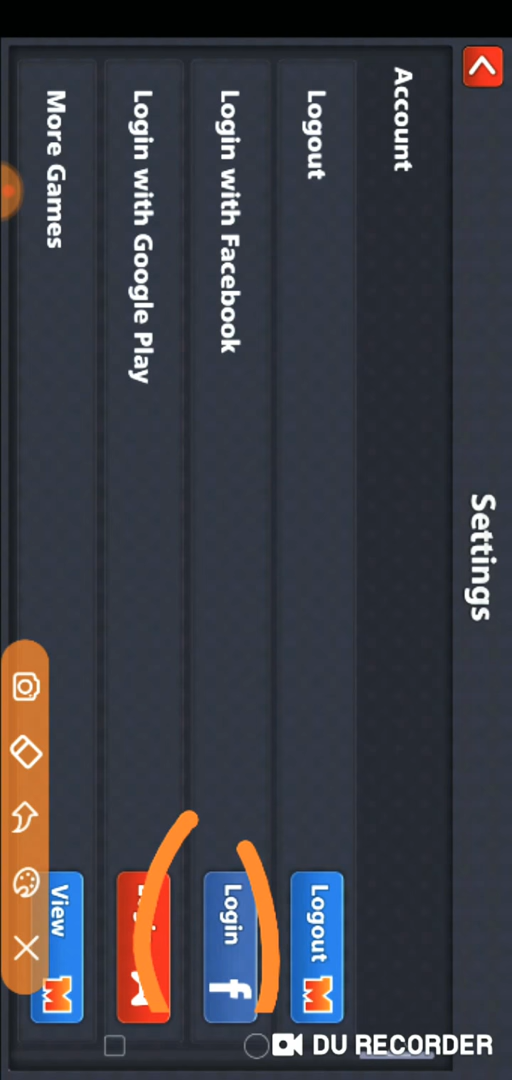 Settings
Account
Logout
Logout
Login with Facebook
Login
Login with Google Play
More Games
View
DU RECORDER